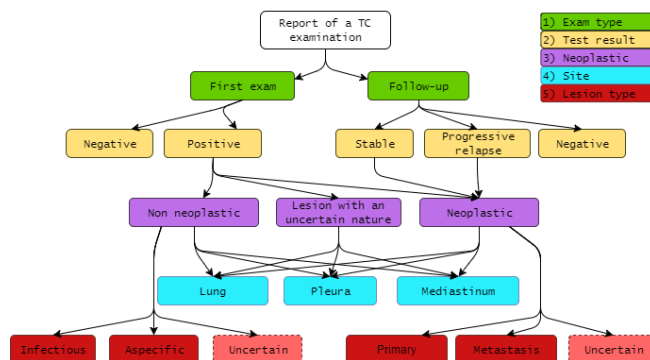 Report of a TC
examination
1) Exam type
2) Test result
3) Neoplastic
4) Site
5) Lesion type
First exam
Follow-up
Negative
Positive
Stable
Progressive
relapse
Negative
Non neoplastic
Lesion with an
uncertain nature
Neoplastic
Lung
Pleura
Mediastinum
Infectious
Aspecific
Uncertain
Primary
Metastasis
Uncertain